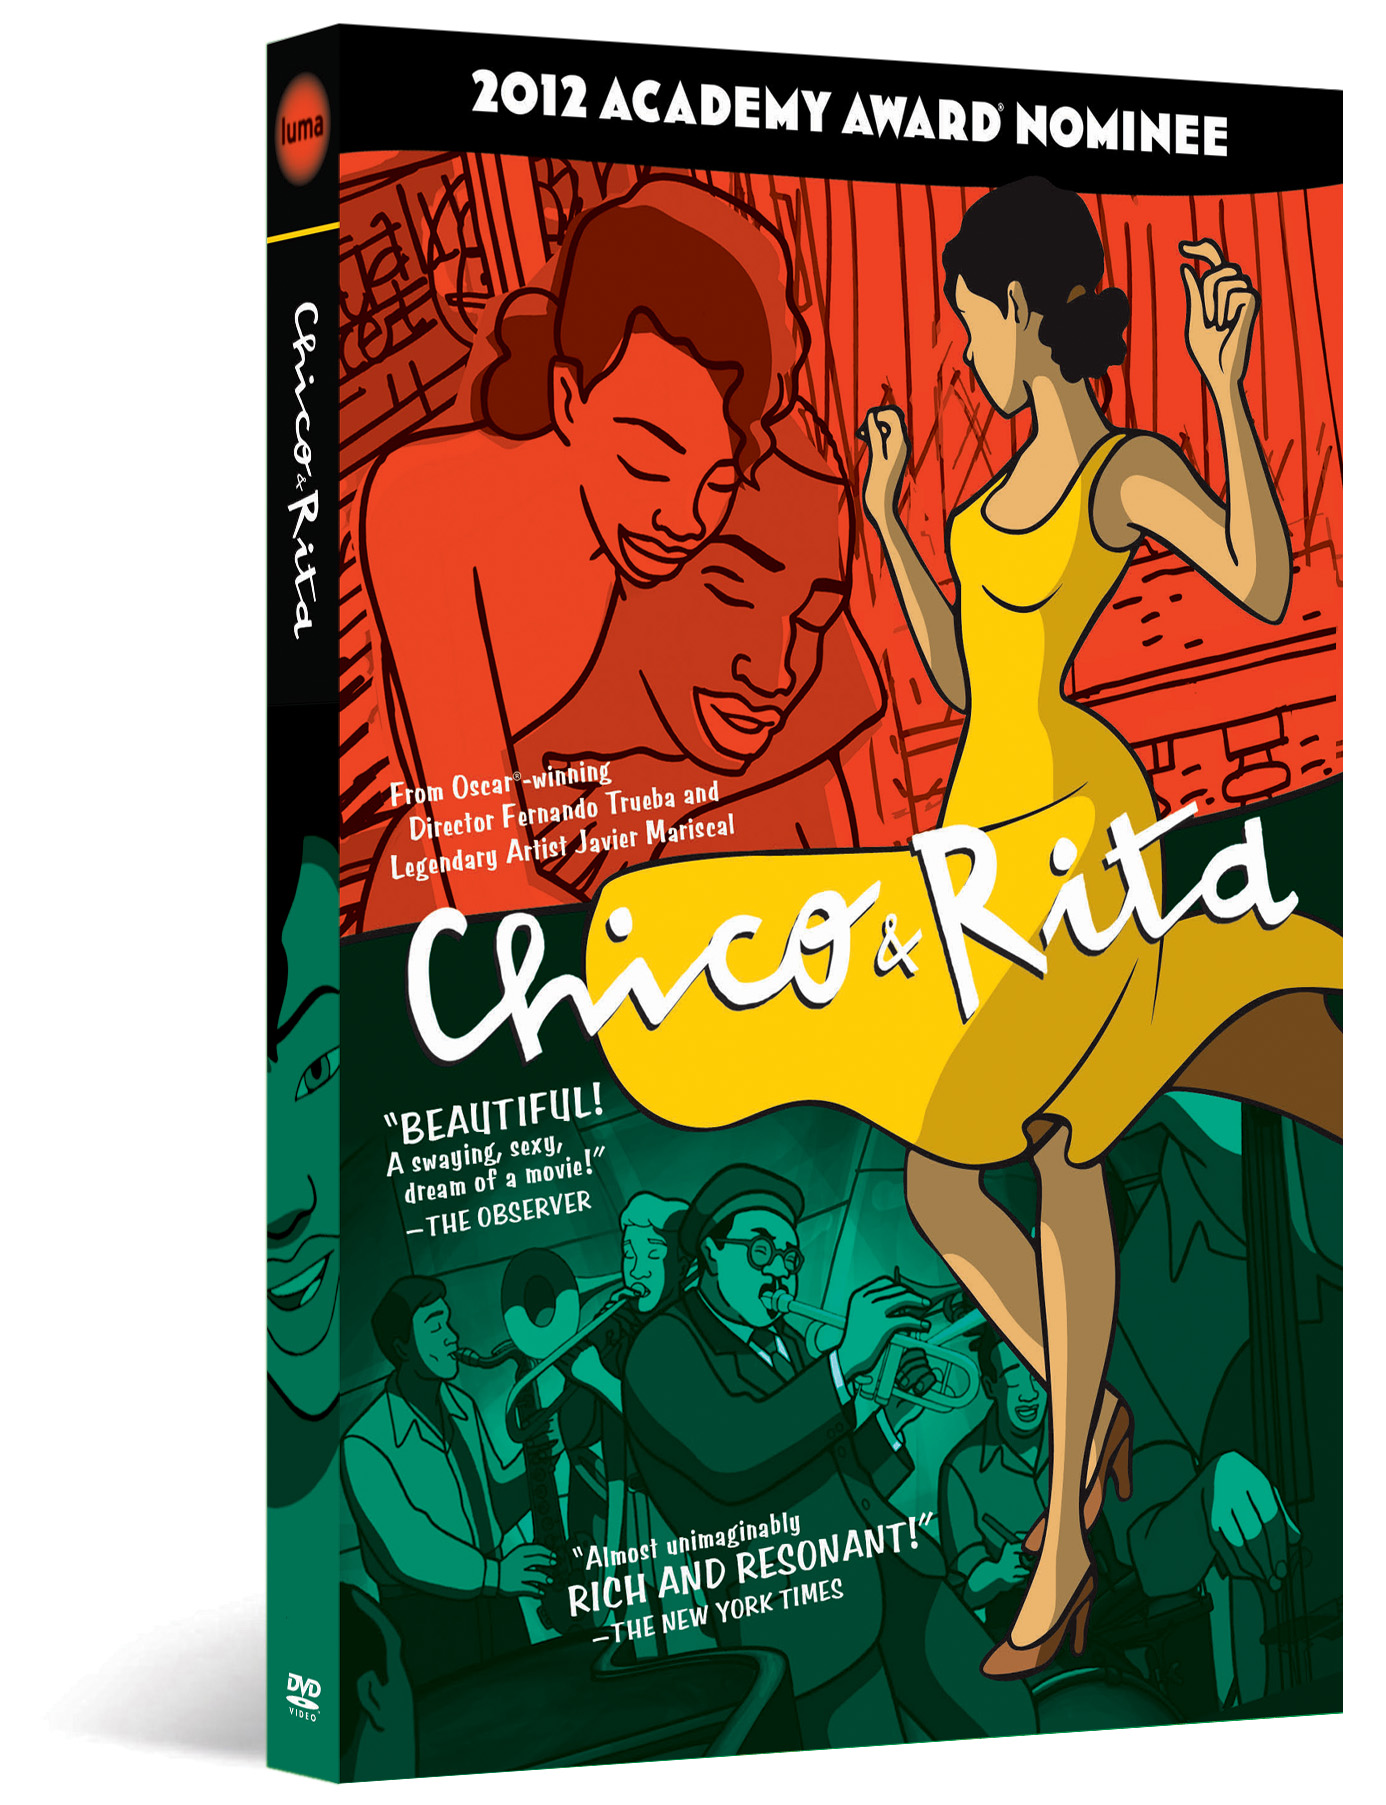 2012 ACADEMY AWARD® NOMINEE
luma
Chico & Rita
From Oscar®-winning
Director Fernando Trueba and
Legendary Artist Javier Mariscal
Chico & Rita
"BEAUTIFUL!
A swaying, sexy,
dream of a movie!"
—THE OBSERVER
"Almost unimaginably
RICH AND RESONANT!"
—THE NEW YORK TIMES
DVD
VIDEO